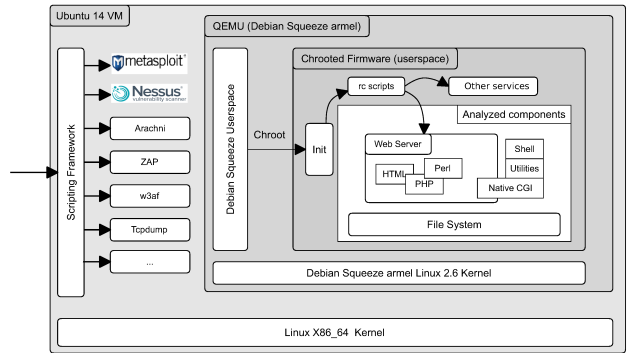 Ubuntu 14 VM
QEMU (Debian Squeeze armel)
Chrooted Firmware (userspace)
Scripting Framework
metasploit®
Nessus®
vulnerability scanner
Arachni
ZAP
w3af
Tcpdump
...
Debian Squeeze Userspace
Chroot
Init
rc scripts
Other services
Analyzed components
Web Server
HTML
PHP
Perl
Shell
Utilities
Native CGI
File System
Debian Squeeze armel Linux 2.6 Kernel
Linux X86_64 Kernel